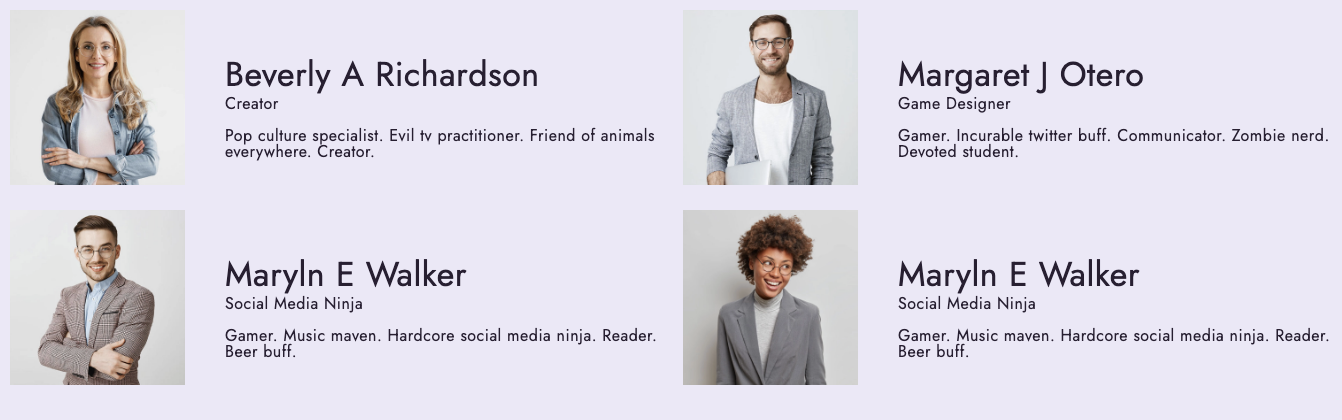 Beverly A Richardson
Creator
Pop culture specialist. Evil tv practitioner. Friend of animals
everywhere. Creator.
Margaret J Otero
Game Designer
Gamer. Incurable twitter buff. Communicator. Zombie nerd.
Devoted student.
Maryln E Walker
Social Media Ninja
Gamer. Music maven. Hardcore social media ninja. Reader.
Beer buff.
Maryln E Walker
Social Media Ninja
Gamer. Music maven. Hardcore social media ninja. Reader.
Beer buff.